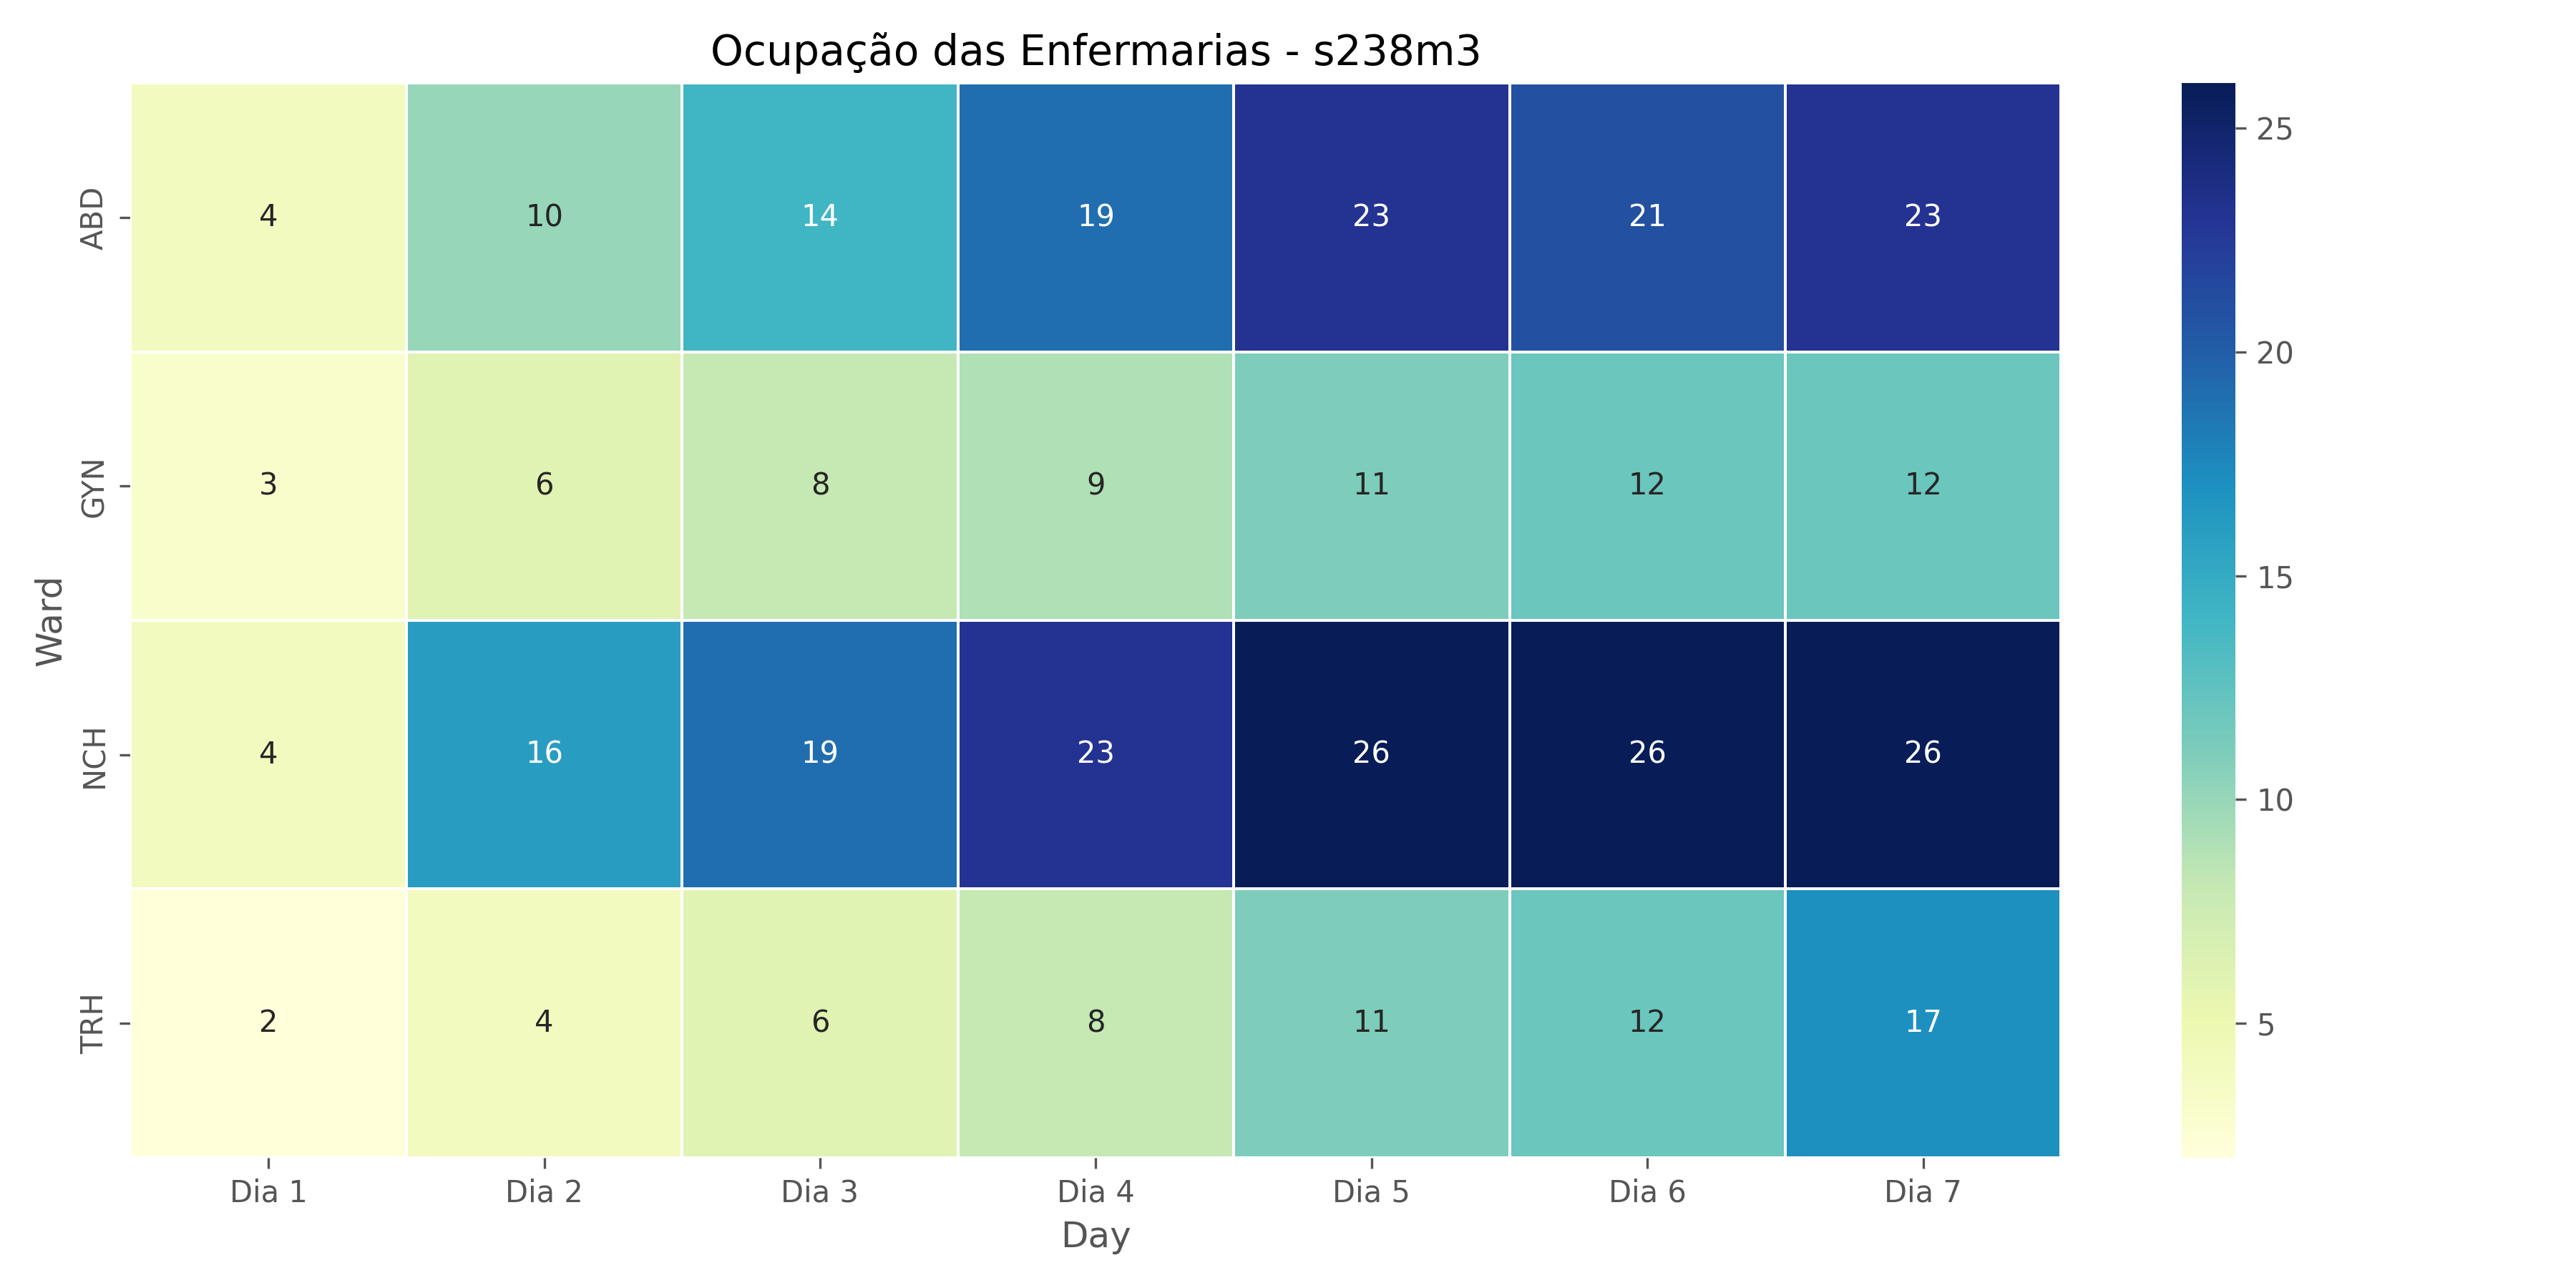 Ocupação das Enfermarias - s238m3
Ward
ABD 4 10 14 19 23 21 23
GYN 3 6 8 9 11 12 12
NCH 4 16 19 23 26 26 26
TRH 2 4 6 8 11 12 17
Dia 1 Dia 2 Dia 3 Dia 4 Dia 5 Dia 6 Dia 7
Day
25
20
15
10
5